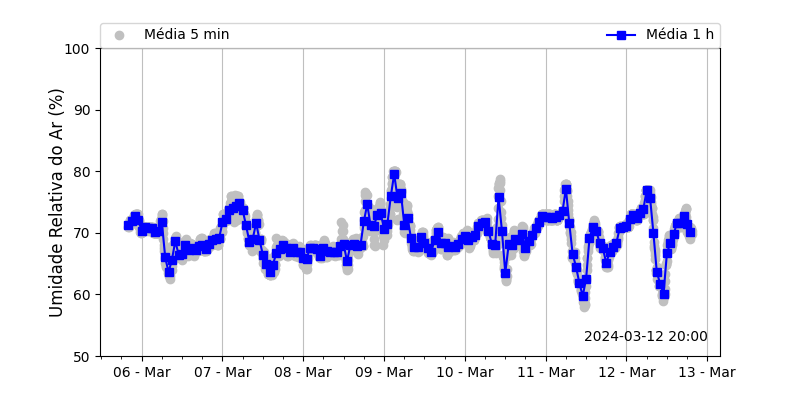 Média 5 min
Média 1 h
Umidade Relativa do Ar (%)
100
90
80
70
60
50
2024-03-12 20:00
06 - Mar
07 - Mar
08 - Mar
09 - Mar
10 - Mar
11 - Mar
12 - Mar
13 - Mar